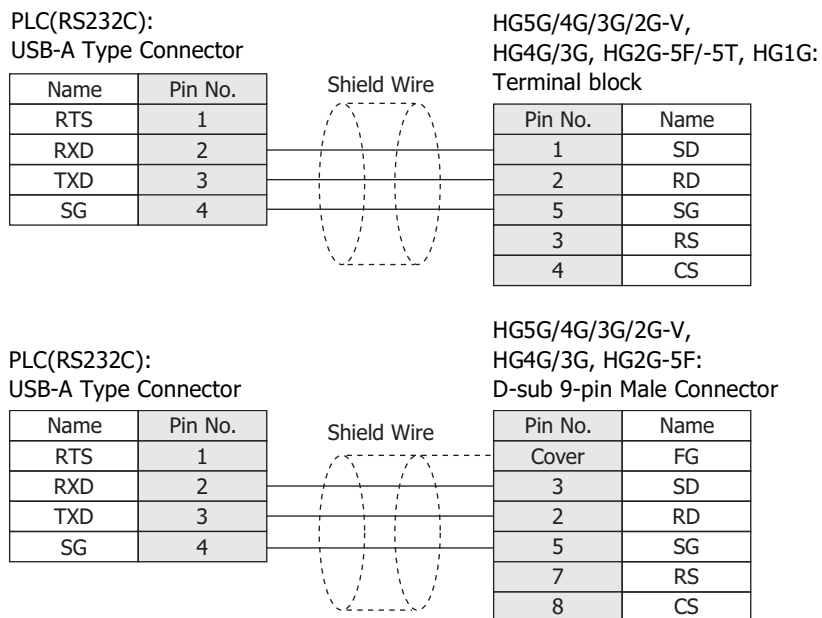 PLC(RS232C):
USB-A Type Connector
HG5G/4G/3G/2G-V,
HG4G/3G, HG2G-5F/-5T, HG1G:
Terminal block
Shield Wire
Name Pin No.
RTS 1
RXD 2
TXD 3
SG 4
Pin No. Name
1 SD
2 RD
5 SG
3 RS
4 CS
PLC(RS232C):
USB-A Type Connector
HG5G/4G/3G/2G-V,
HG4G/3G, HG2G-5F:
D-sub 9-pin Male Connector
Shield Wire
Name Pin No.
RTS 1
RXD 2
TXD 3
SG 4
Pin No. Name
Cover FG
3 SD
2 RD
5 SG
7 RS
8 CS